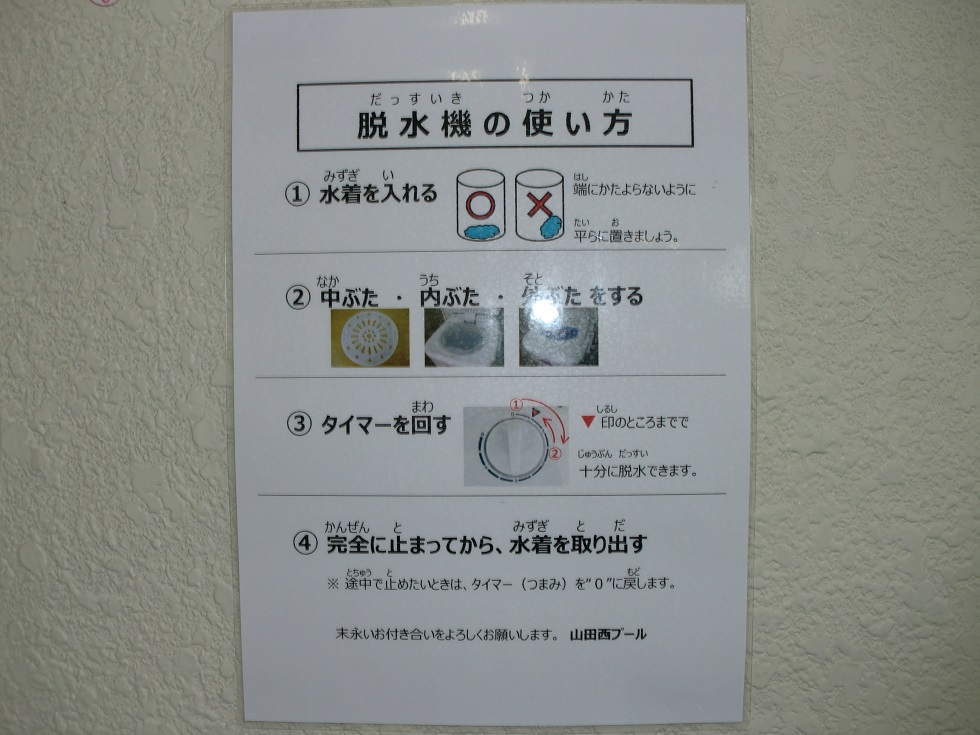 だっすいき つか かた
脱水機の使い方
みずぎ い
① 水着を入れる
はし
端にかたよらないように
たい お
平らに置きましょう。
なか うち そと
② 中ぶた ・ 内ぶた ・ 外ぶた をする
まわ
③ タイマーを回す
① ②
しるし
▼ 印のところまでで
じゅうぶん だっすい
十分に脱水できます。
かんぜん と みずぎ と だ
④ 完全に止まってから、水着を取り出す
とちゅう と もど
※ 途中で止めたいときは、タイマー（つまみ）を“０”に戻します。
末永いお付き合いをよろしくお願いします。 山田西プール